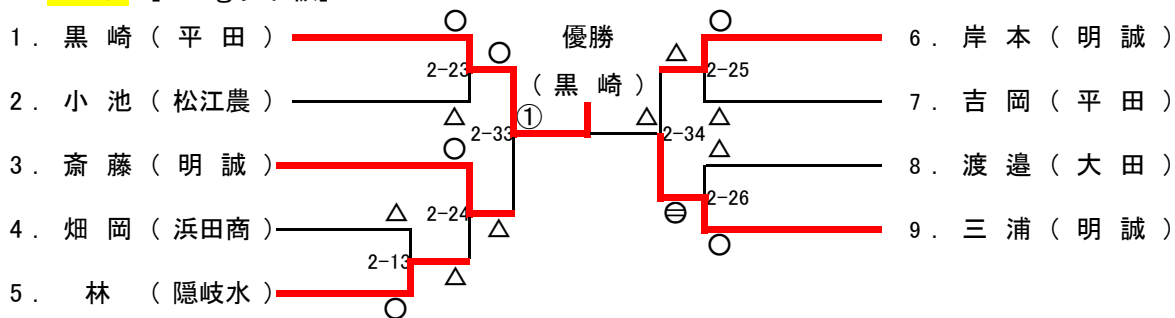 1. 黒崎(平田)
2. 小池(松江農)
3. 斎藤(明誠)
4. 畑岡(浜田商)
5. 林(隠岐水)
○
○
2-23
△
2-33
①
○
2-24
△
△
2-13
△
○
優勝
(黒崎)
○
△
2-25
△
△
2-34
△
2-26
⊖
○
6. 岸本(明誠)
7. 吉岡(平田)
8. 渡邉(大田)
9. 三浦(明誠)